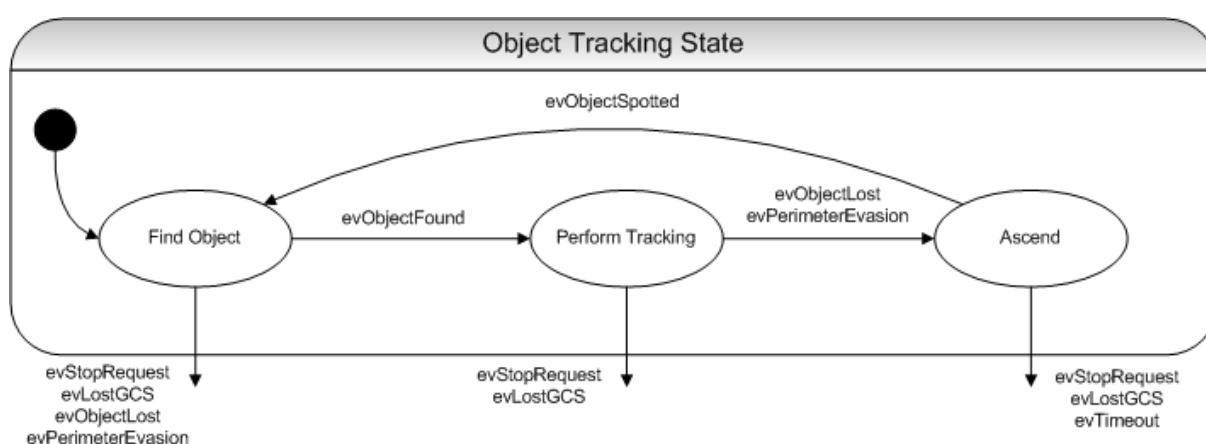 Object Tracking State
evObjectSpotted
evObjectLost
evPerimeterEvasion
evObjectFound
Find Object
Perform Tracking
Ascend
evStopRequest
evLostGCS
evObjectLost
evPerimeterEvasion
evStopRequest
evLostGCS
evStopRequest
evLostGCS
evTimeout